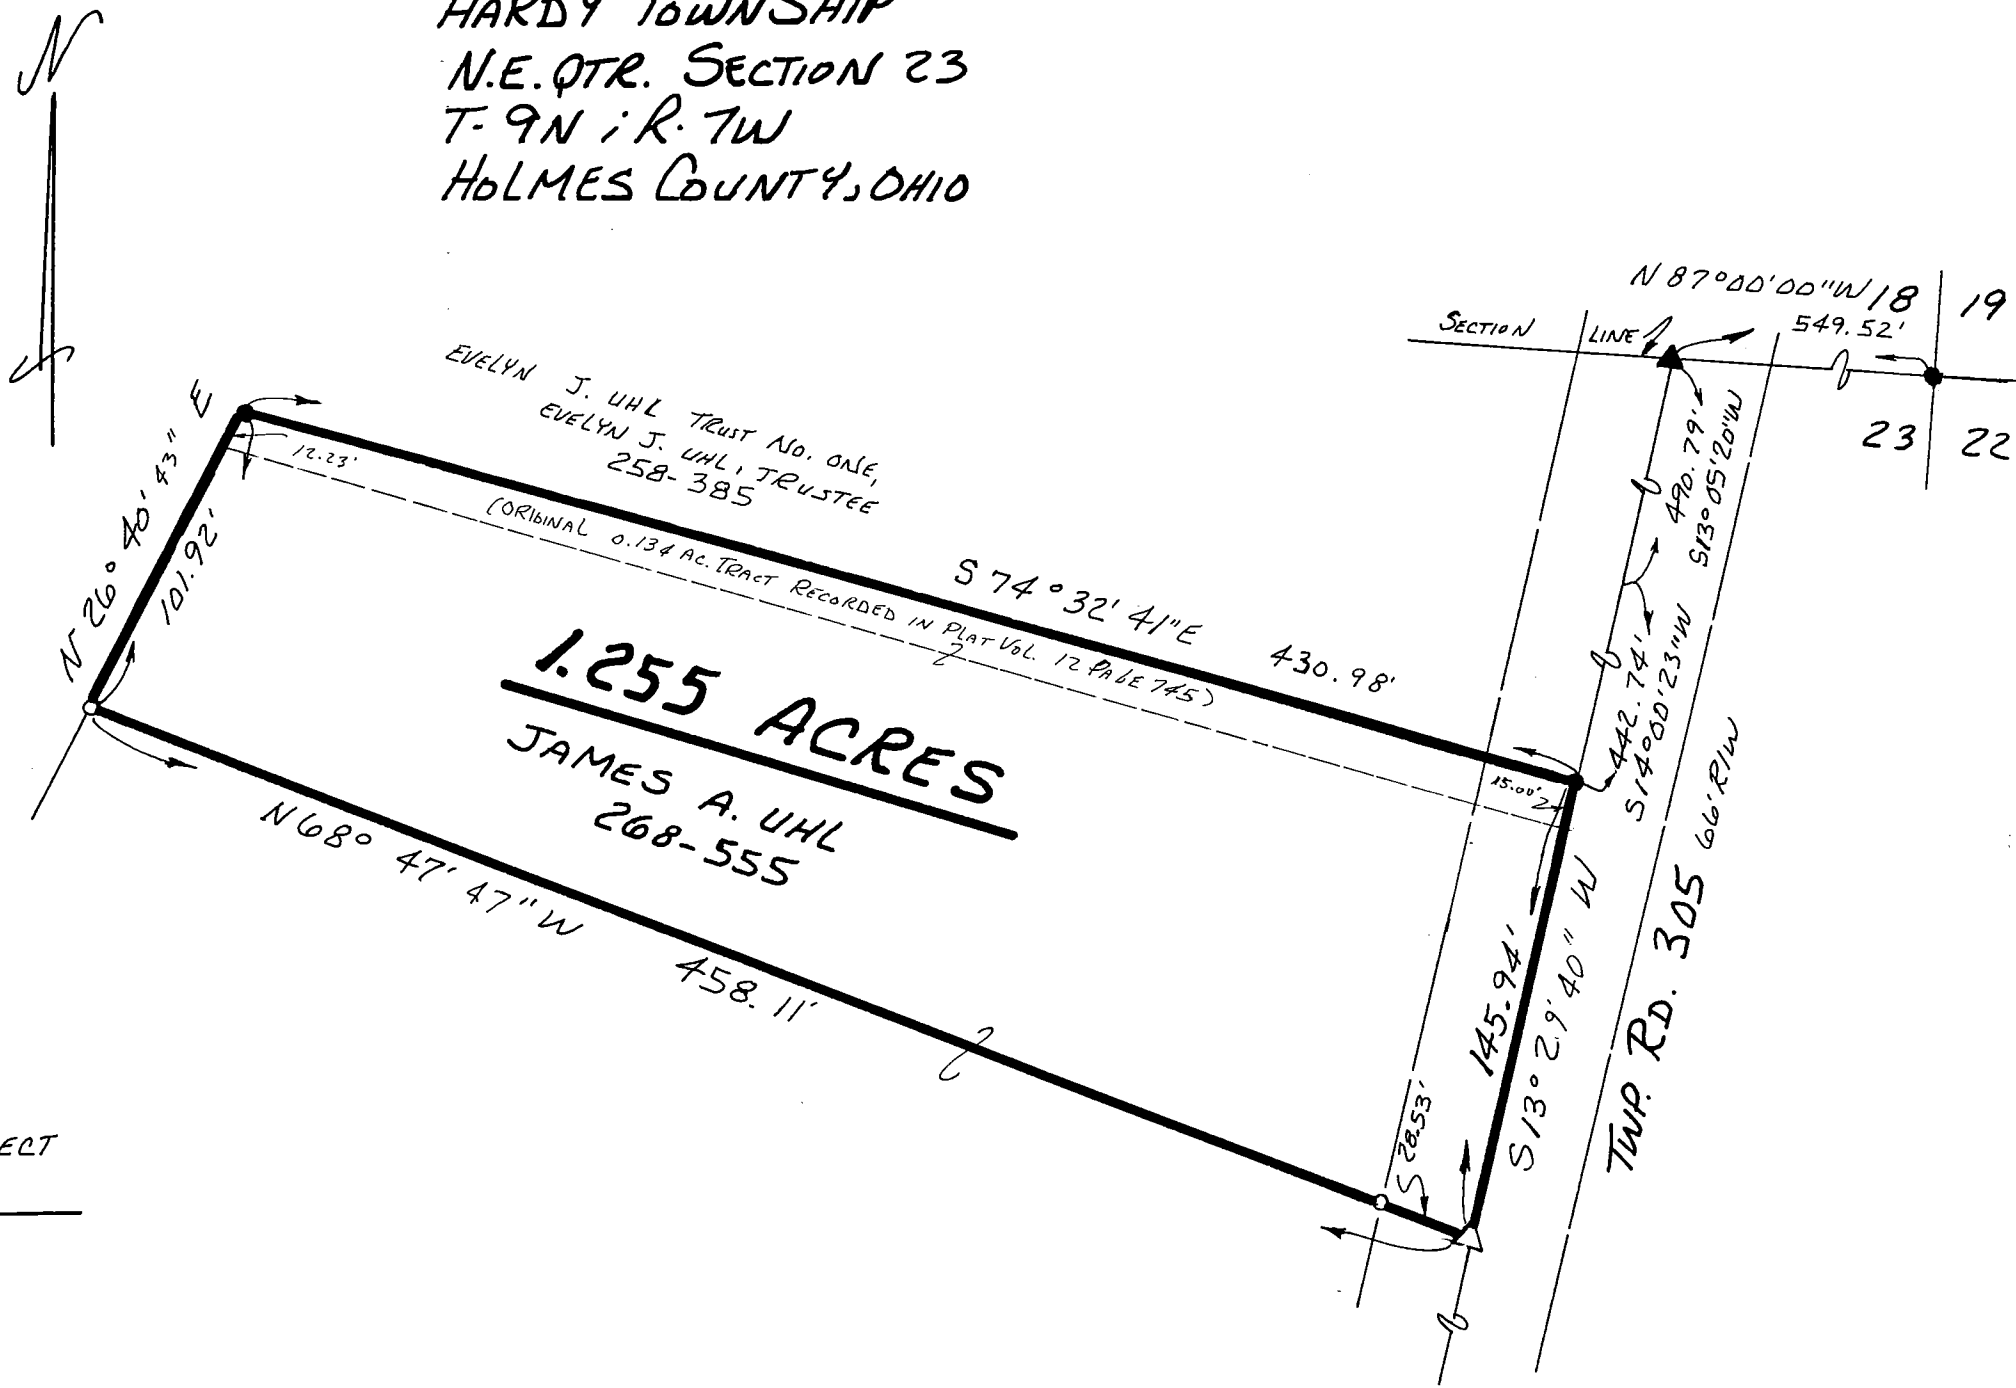 N
HARDY TOWNSHIP
N.E. QTR. SECTION 23
T-9N ; R-7W
HOLMES COUNTY, OHIO
N 87°00'00"W
549.52'
18
19
23
22
SECTION LINE
490.79'
S13°05'20"W
442.74'
S14°00'23"W
EVELYN J. UHL TRUST NO. ONE,
EVELYN J. UHL, TRUSTEE
258-385
12.23'
(ORIGINAL 0.134 AC. TRACT RECORDED IN PLAT VOL. 12 PAGE 745)
S 74° 32' 41"E 430.98'
N 26° 40' 43" E
101.92'
1.255 ACRES
JAMES A. UHL
268-555
15.00'
N 68° 47' 47" W 458.11'
145.94'
S 13° 29' 40" W
28.53'
TWP. RD. 305 66' R/W
ECT